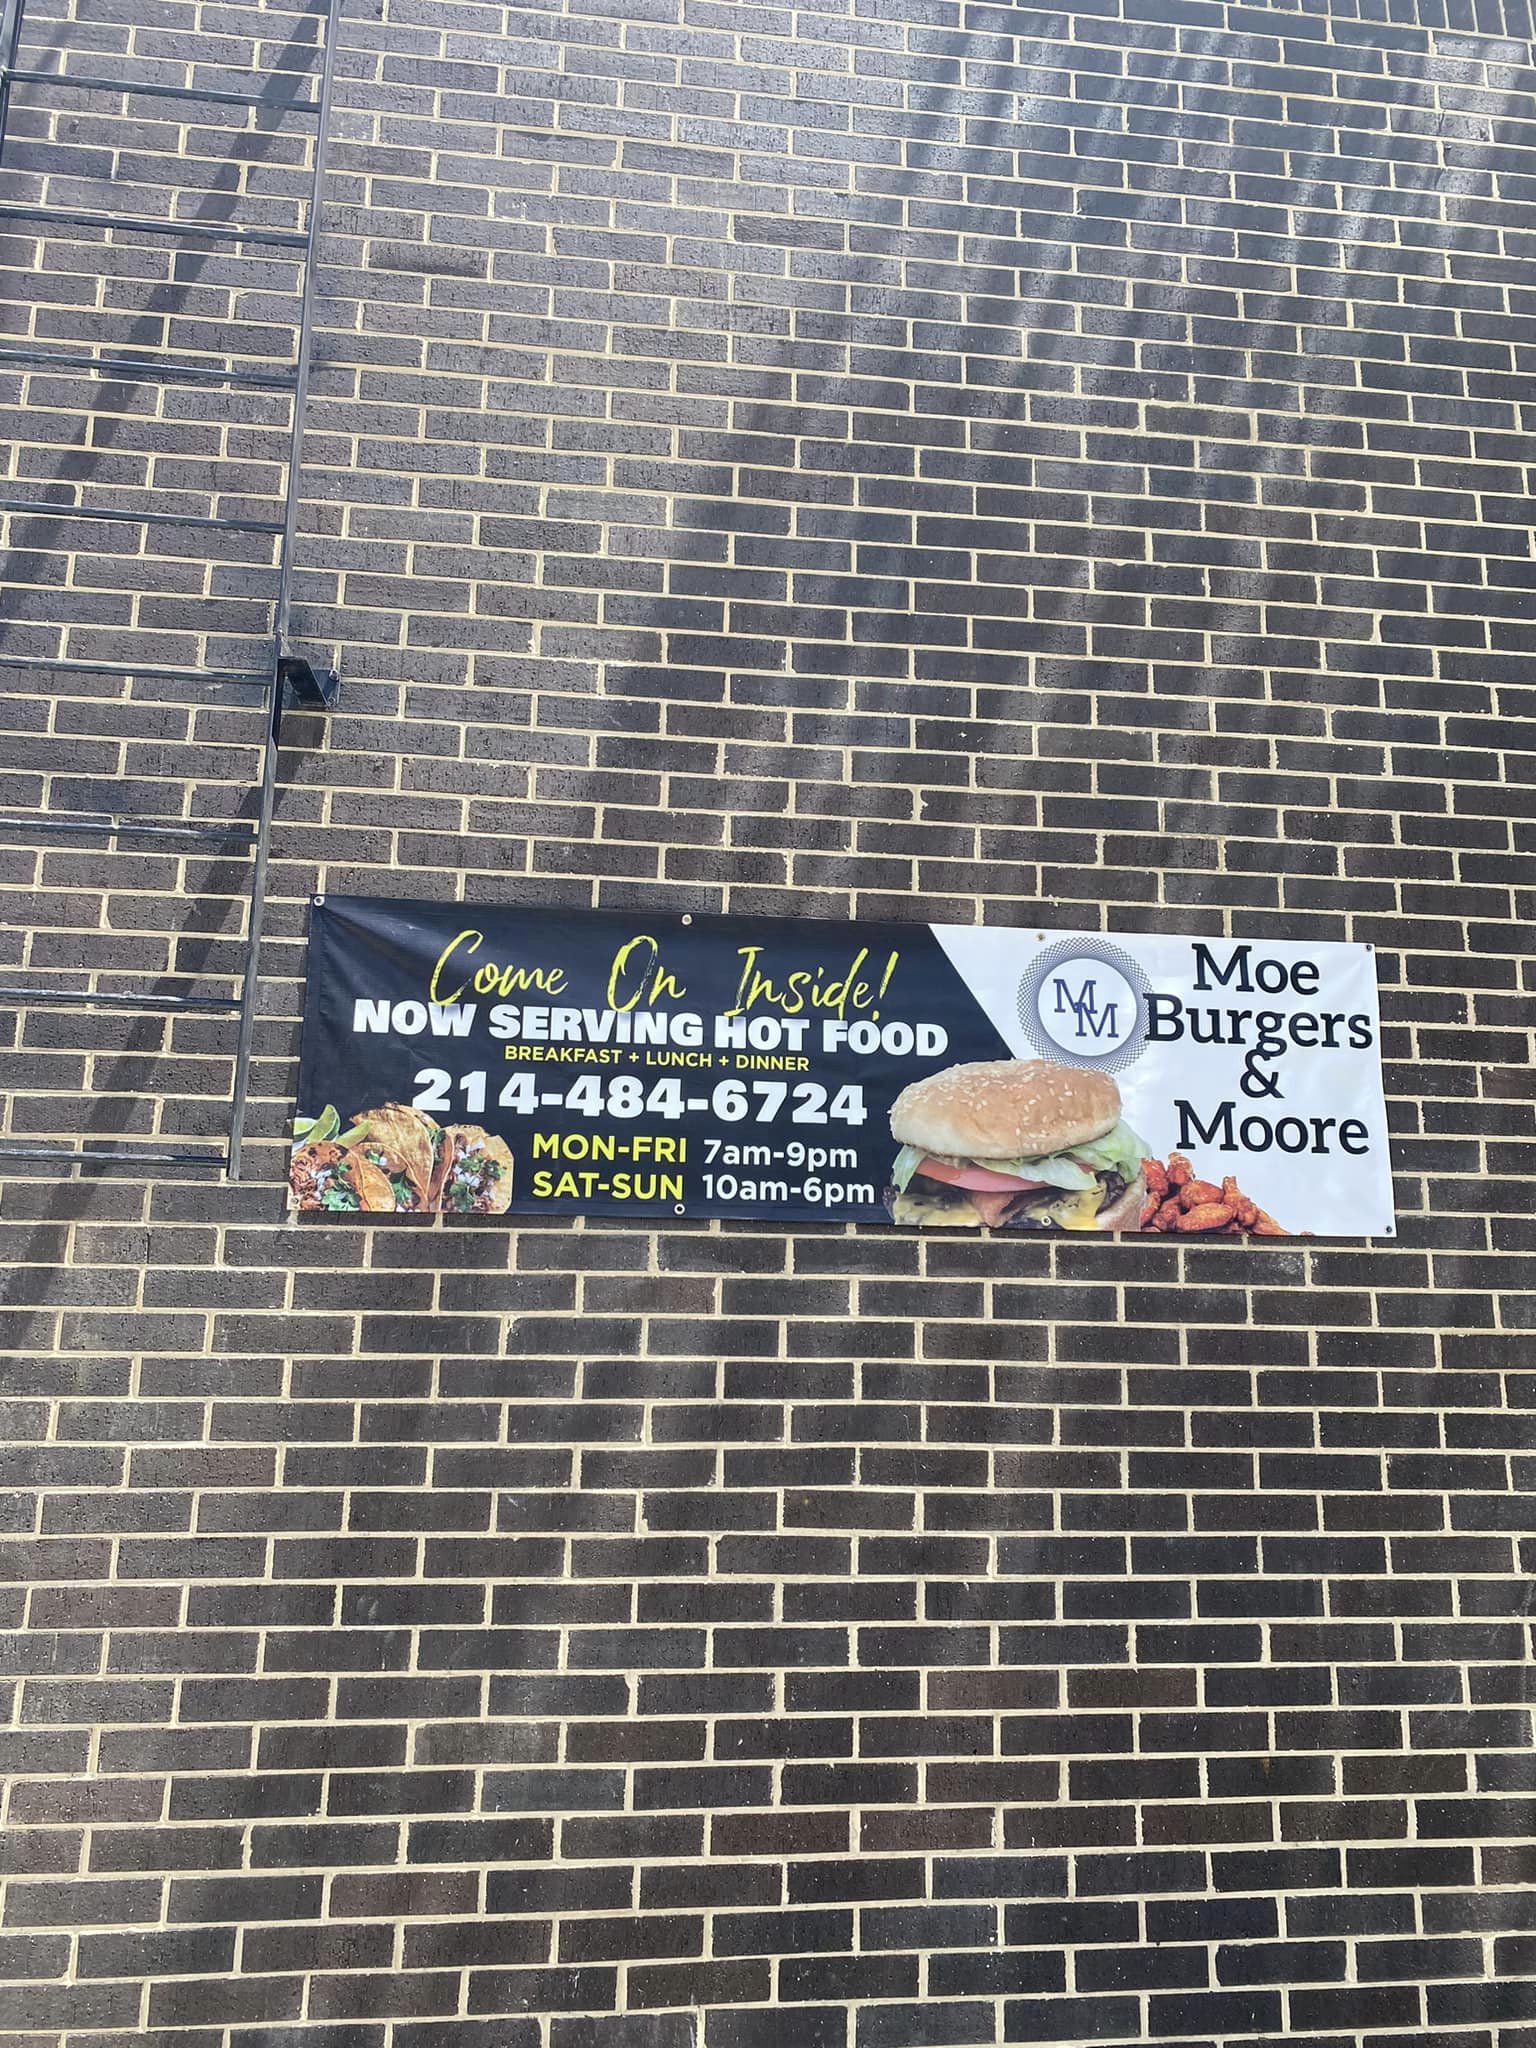 Come On Inside!
NOW SERVING HOT FOOD
BREAKFAST + LUNCH + DINNER
214-484-6724
MON-FRI 7am-9pm
SAT-SUN 10am-6pm
MM
Moe
Burgers
&
Moore